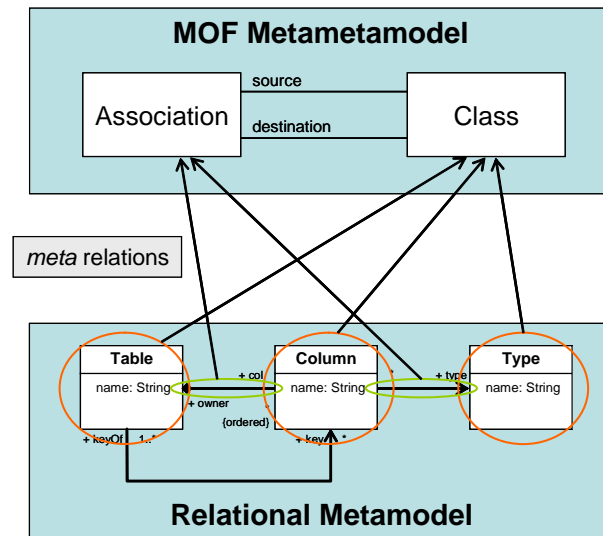 MOF Metametamodel
source
Association
Class
destination
meta relations
Table
Column
Type
+ col
*
+ type
name: String
name: String
name: String
+ owner
{ordered}
+ keyOf
1..*
+ key
*
Relational Metamodel